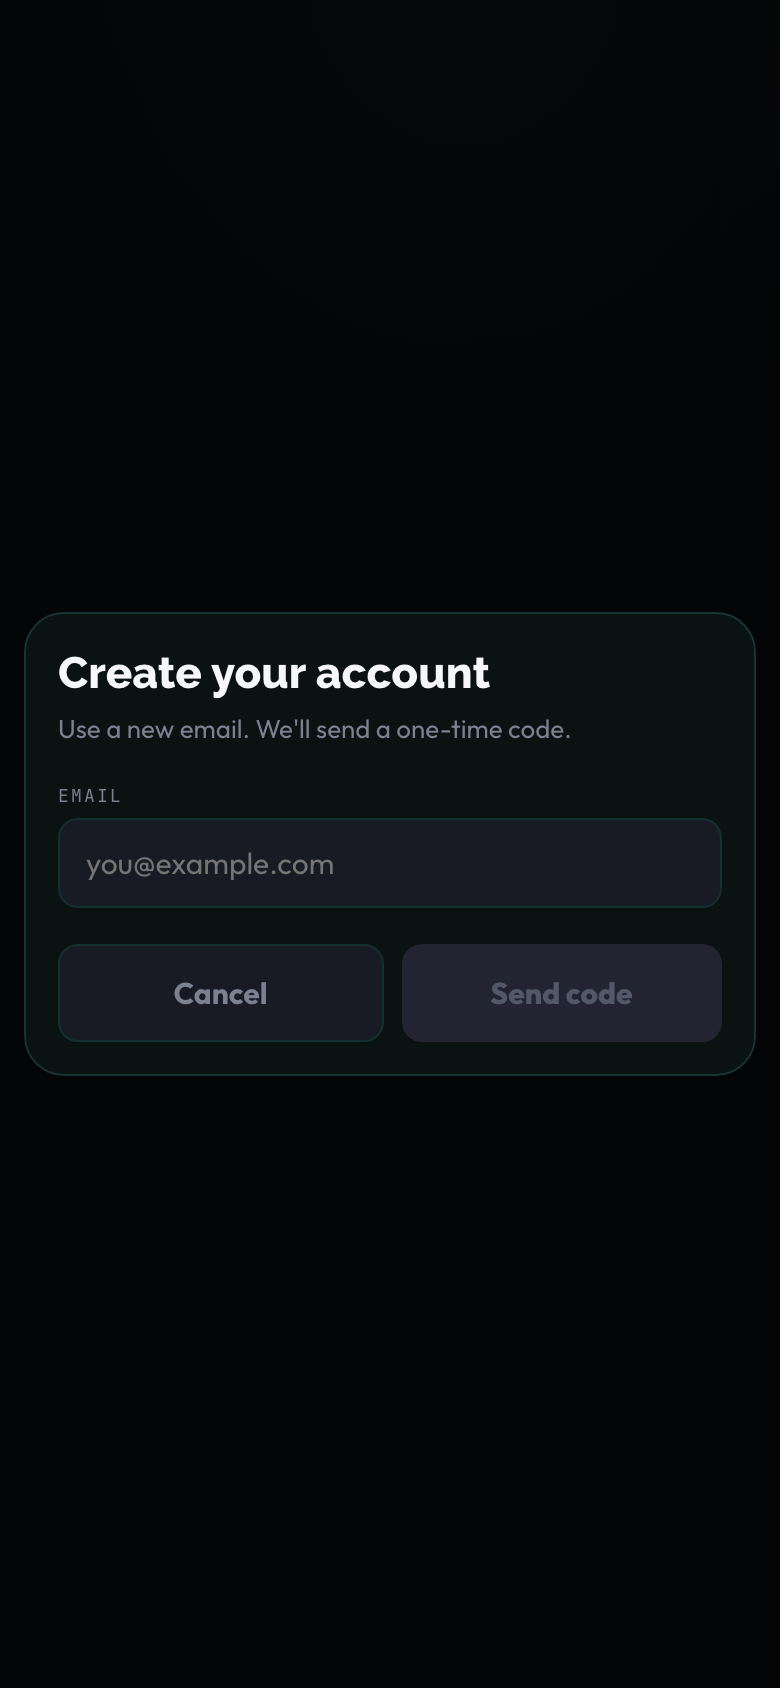 Create your account
Use a new email. We'll send a one-time code.
EMAIL
you@example.com
Cancel
Send code